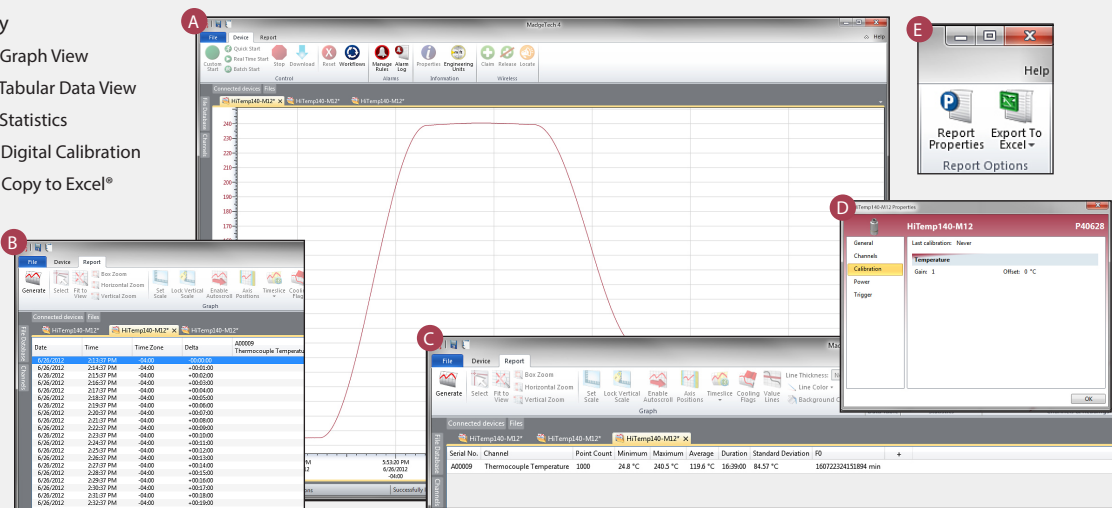 y
Graph View
Tabular Data View
Statistics
Digital Calibration
Copy to Excel®
A
MadgeTech 4
File Device Report
Help
Custom Start
Quick Start
Real Time Start
Batch Start
Stop Download Reset Workflows Manage Rules Alarm Log Properties Engineering Units Claim Release Locate
Control Alarms Information Wireless
Connected devices Files
HiTemp140-M12* HiTemp140-M12* HiTemp140-M12*
File Database Channels
240
230
220
210
200
190
180
170
5:53:20 PM
6/26/2012
-04:00
B
File Device Report
Generate Select Fit to View
Box Zoom
Horizontal Zoom
Vertical Zoom
Set Scale Lock Vertical Scale Enable Autoscroll Axis Positions Timeslice
Graph
Connected devices Files
HiTemp140-M12* HiTemp140-M12* HiTemp140-M12*
File Database Channels
Date Time Time Zone Delta A00009
6/26/2012 2:13:37 PM -04:00 -00:00:00
6/26/2012 2:14:37 PM -04:00 +00:01:00
6/26/2012 2:15:37 PM -04:00 +00:02:00
6/26/2012 2:16:37 PM -04:00 +00:03:00
6/26/2012 2:17:37 PM -04:00 +00:04:00
6/26/2012 2:18:37 PM -04:00 +00:05:00
6/26/2012 2:19:37 PM -04:00 +00:06:00
6/26/2012 2:20:37 PM -04:00 +00:07:00
6/26/2012 2:21:37 PM -04:00 +00:08:00
6/26/2012 2:22:37 PM -04:00 +00:09:00
6/26/2012 2:23:37 PM -04:00 +00:10:00
6/26/2012 2:24:37 PM -04:00 +00:11:00
6/26/2012 2:25:37 PM -04:00 +00:12:00
6/26/2012 2:26:37 PM -04:00 +00:13:00
6/26/2012 2:27:37 PM -04:00 +00:14:00
6/26/2012 2:28:37 PM -04:00 +00:15:00
6/26/2012 2:29:37 PM -04:00 +00:16:00
6/26/2012 2:30:37 PM -04:00 +00:17:00
6/26/2012 2:31:37 PM -04:00 +00:18:00
6/26/2012 2:32:37 PM -04:00 +00:19:00
C
File Device Report
Generate Select Fit to View
Box Zoom
Horizontal Zoom
Vertical Zoom
Set Scale Lock Vertical Scale Enable Autoscroll Axis Positions Timeslice Cooling Flags Value Lines
Line Thickness:
Line Color
Graph
Connected devices Files
HiTemp140-M12* HiTemp140-M12* HiTemp140-M12*
File Database Channels
Serial No. Channel Point Count Minimum Maximum Average Duration Standard Deviation F0 +
A00009 Thermocouple Temperature 1000 24.8 °C 240.5 °C 119.6 °C 16:39:00 84.57 °C 160722324151894 min
D
HiTemp140-M12 Properties
HiTemp140-M12 P40628
General
Channels
Calibration
Power
Trigger
Last calibration: Never
Temperature
Gain: 1 Offset: 0 °C
OK
E
Help
Report Properties
Export To Excel
Report Options